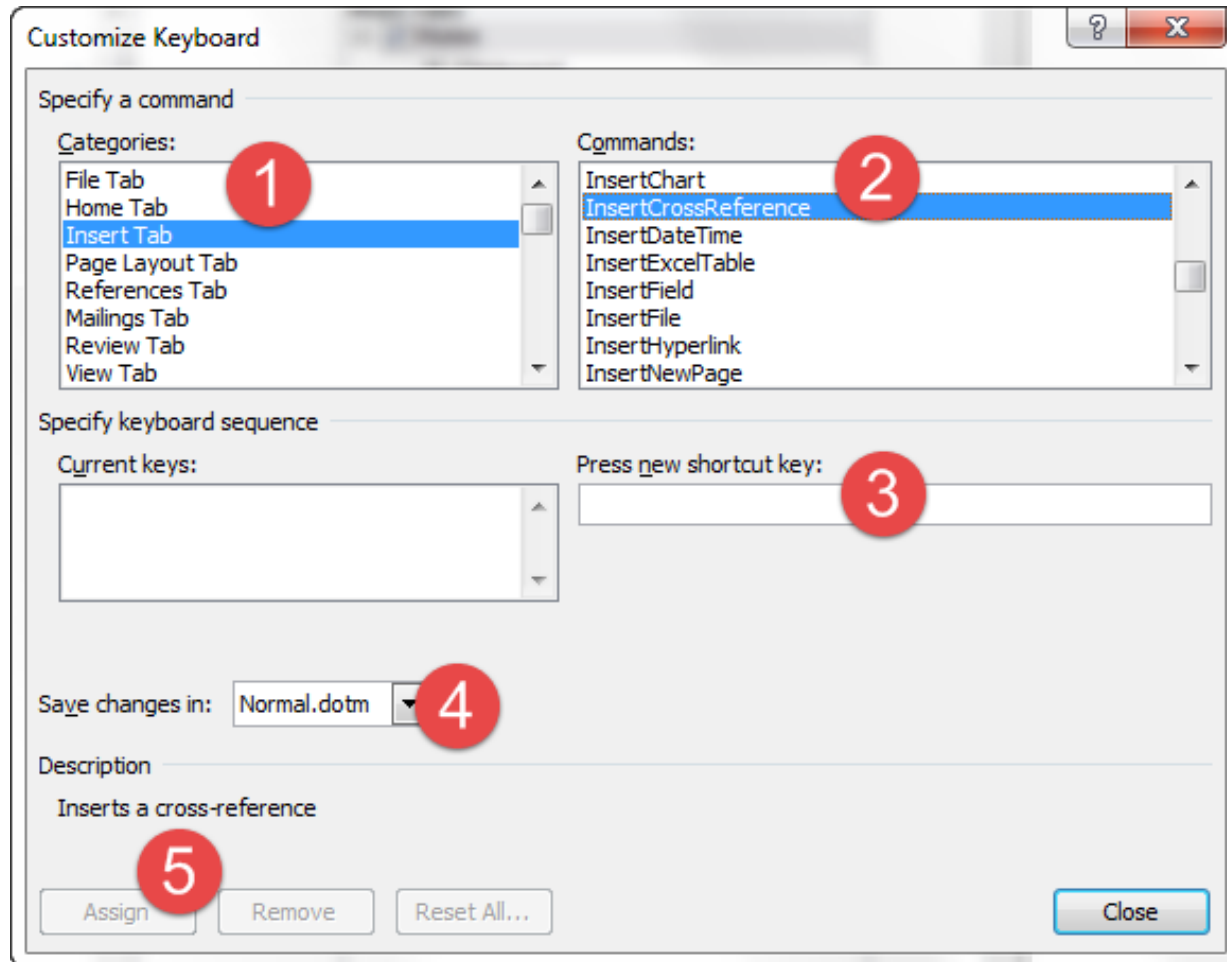 Customize Keyboard
?
Specify a command
Categories:
Commands:
1
2
File Tab
Home Tab
Insert Tab
Page Layout Tab
References Tab
Mailings Tab
Review Tab
View Tab
InsertChart
InsertCrossReference
InsertDateTime
InsertExcelTable
InsertField
InsertFile
InsertHyperlink
InsertNewPage
Specify keyboard sequence
Current keys:
Press new shortcut key:
3
Save changes in:
Normal.dotm
4
Description
Inserts a cross-reference
5
Assign
Remove
Reset All...
Close